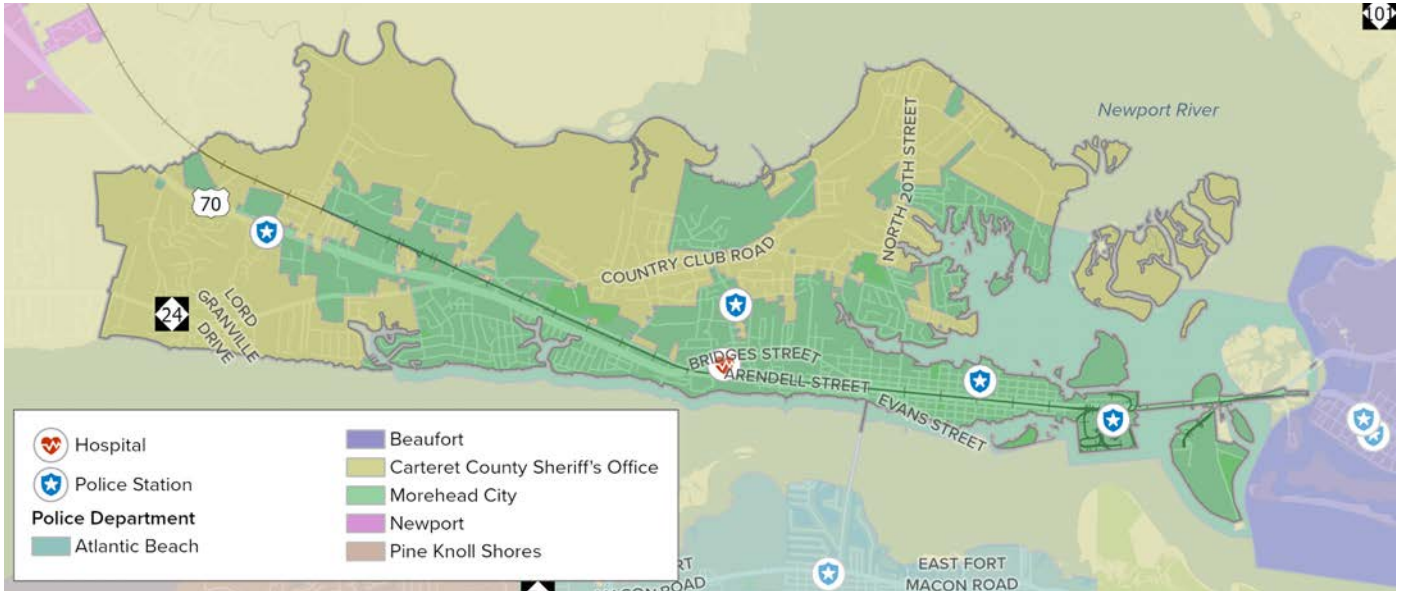 101
Newport River
NORTH 20TH STREET
70
COUNTRY CLUB ROAD
24
LORD
GRANVILLE
DRIVE
BRIDGES STREET
ARENDELL STREET
EVANS STREET
Hospital
Police Station
Police Department
Atlantic Beach
Beaufort
Carteret County Sheriff's Office
Morehead City
Newport
Pine Knoll Shores
ROAD
EAST FORT
MACON ROAD